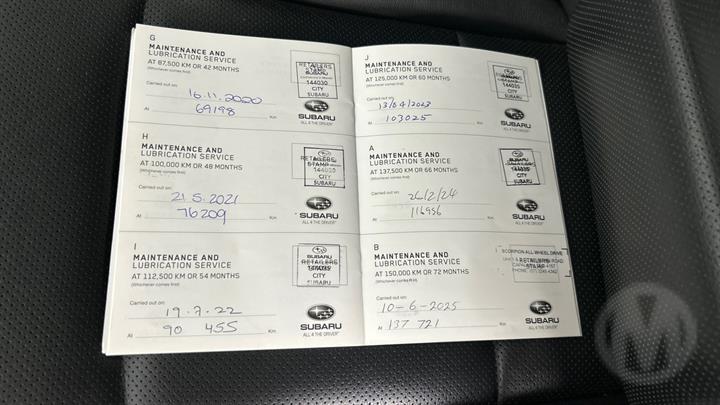 G
MAINTENANCE AND
LUBRICATION SERVICE
AT 87,500 KM OR 42 MONTHS
(Whichever comes first)
RETAILERS
STAMP
SUBARU
144030
CITY
SUBARU
Carried out on:
16.11.2020
At 69198 Km
SUBARU
ALL 4 THE DRIVER
H
MAINTENANCE AND
LUBRICATION SERVICE
AT 100,000 KM OR 48 MONTHS
(Whichever comes first)
RETAILERS
STAMP
144030
CITY
SUBARU
Carried out on:
21.5.2021
At 76209 Km
SUBARU
ALL 4 THE DRIVER
I
MAINTENANCE AND
LUBRICATION SERVICE
AT 112,500 KM OR 54 MONTHS
(Whichever comes first)
SUBARU
RETAILERS
CITY
SUBARU
Carried out on:
19.7.22
At 90 455 Km
SUBARU
ALL 4 THE DRIVER
J
MAINTENANCE AND
LUBRICATION SERVICE
AT 125,000 KM OR 60 MONTHS
(Whichever comes first)
RETAILERS
STAMP
CITY
SUBARU
Carried out on:
13/04/2023
At 103025 Km
SUBARU
ALL 4 THE DRIVER
A
MAINTENANCE AND
LUBRICATION SERVICE
AT 137,500 KM OR 66 MONTHS
(Whichever comes first)
SUBARU
CITY
SUBARU
Carried out on:
26/2/24
At 116956 Km
SUBARU
ALL 4 THE DRIVER
B
MAINTENANCE AND
LUBRICATION SERVICE
AT 150,000 KM OR 72 MONTHS
(Whichever comes first)
SCORPION ALL WHEEL DRIVE
RETAILERS
STAMP
Carried out on:
10-6-2025
At 137 721 Km
SUBARU
ALL 4 THE DRIVER
M